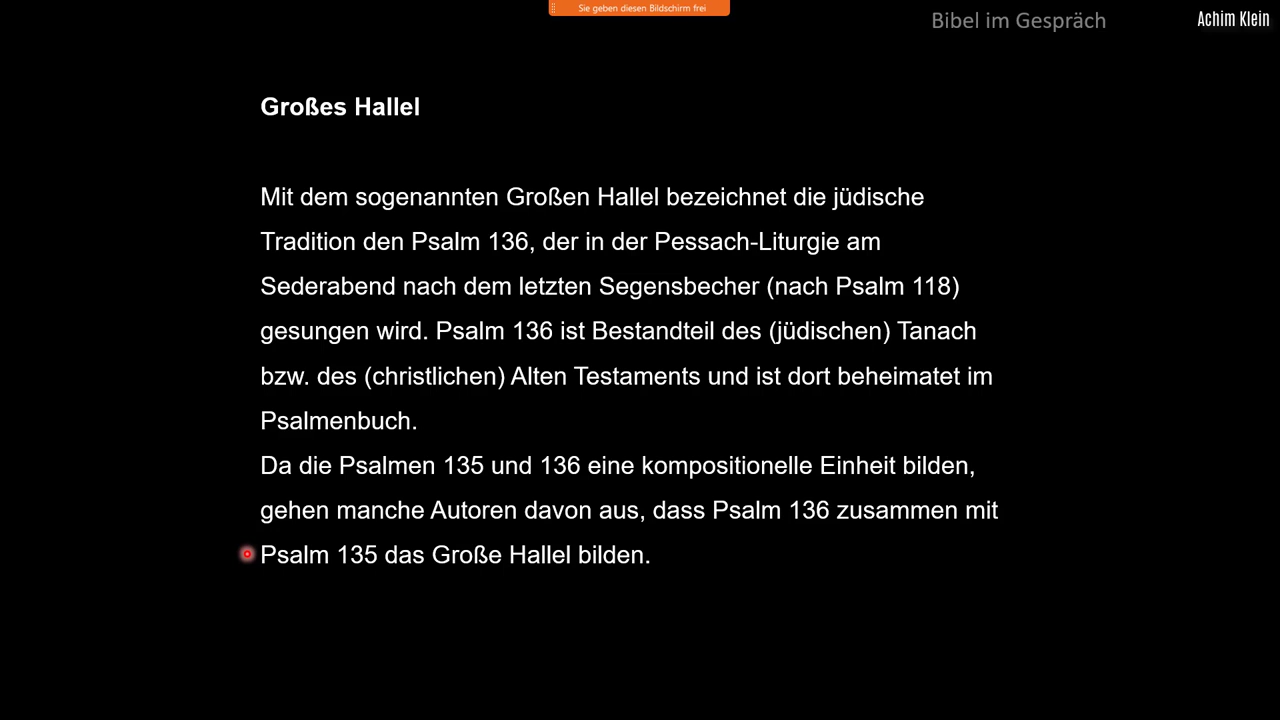 Sie geben diesen Bildschirm frei
Bibel im Gespräch
Achim Klein
Großes Hallel
Mit dem sogenannten Großen Hallel bezeichnet die jüdische
Tradition den Psalm 136, der in der Pessach-Liturgie am
Sederabend nach dem letzten Segensbecher (nach Psalm 118)
gesungen wird. Psalm 136 ist Bestandteil des (jüdischen) Tanach
bzw. des (christlichen) Alten Testaments und ist dort beheimatet im
Psalmenbuch.
Da die Psalmen 135 und 136 eine kompositionelle Einheit bilden,
gehen manche Autoren davon aus, dass Psalm 136 zusammen mit
Psalm 135 das Große Hallel bilden.